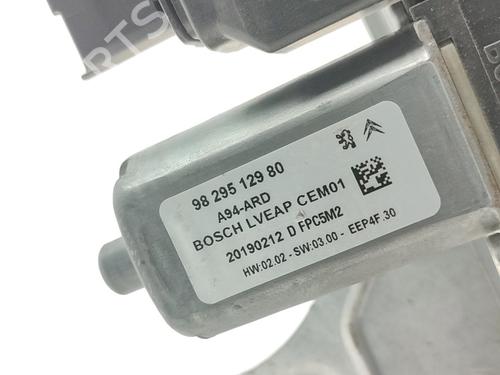 98 295 129 80
A94-ARD
BOSCH LVEAP CEM01
20190212 D FPC5M2
HW:02.02 - SW:03.00 - EEP4F.30